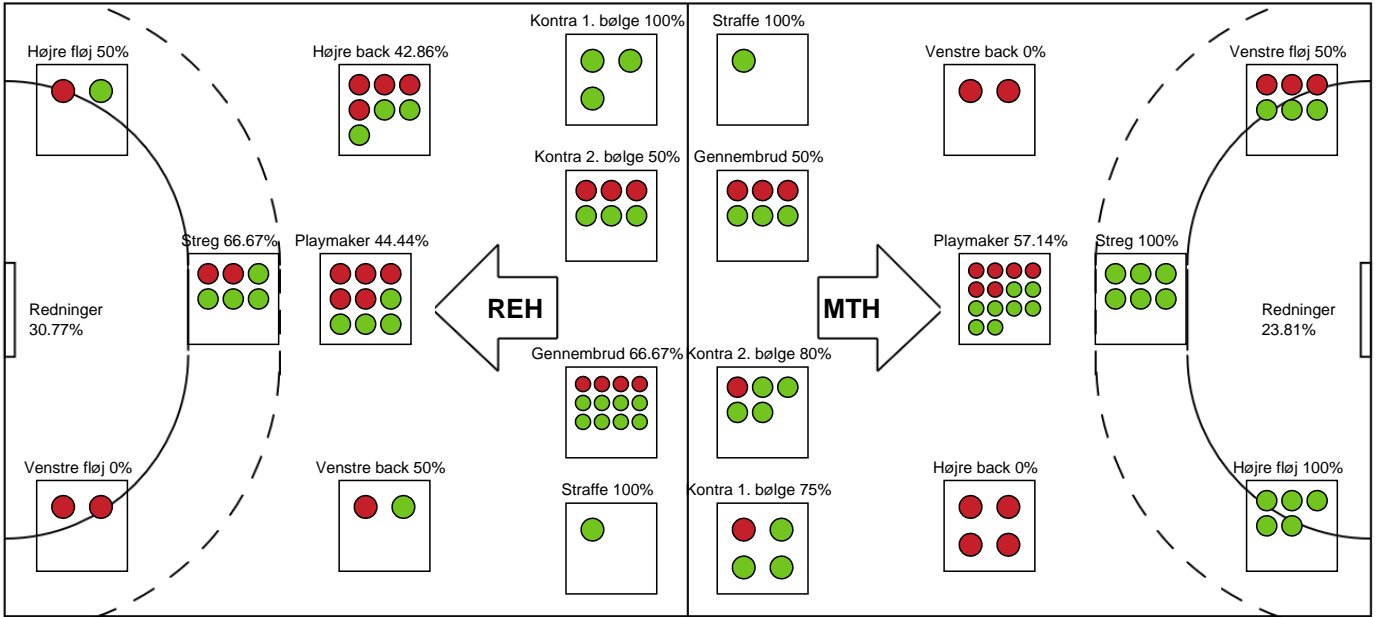 Kontra 1. bølge 100%
Straffe 100%
Højre fløj 50%
Højre back 42.86%
Venstre back 0%
Venstre fløj 50%
Kontra 2. bølge 50%
Gennembrud 50%
Streg 66.67%
Playmaker 44.44%
Playmaker 57.14%
Streg 100%
Redninger
30.77%
REH
MTH
Redninger
23.81%
Gennembrud 66.67%
Kontra 2. bølge 80%
Venstre fløj 0%
Venstre back 50%
Højre back 0%
Højre fløj 100%
Straffe 100%
Kontra 1. bølge 75%